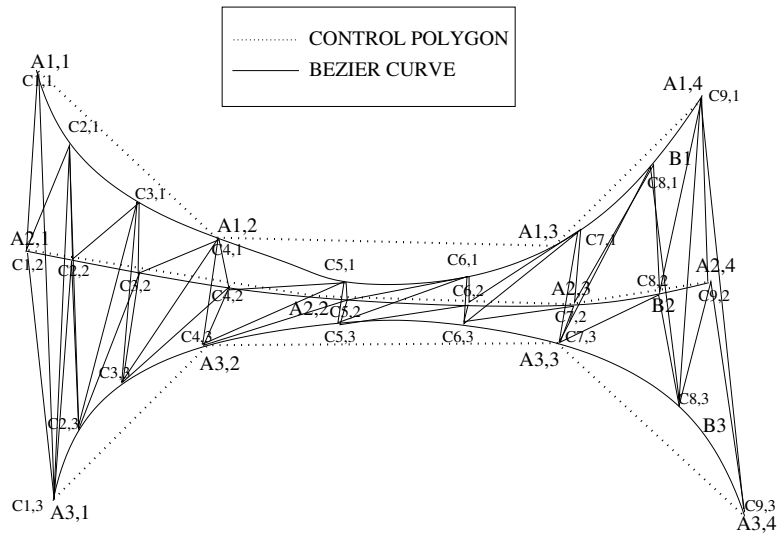 CONTROL POLYGON
BEZIER CURVE
A1,1
C1,1
C2,1
C3,1
A1,2
C4,1
C5,1
C6,1
A1,3
C7,1
A1,4
C9,1
B1
C8,1
A2,1
C1,2
C2,2
C3,2
C4,2
A2,2
C5,2
C6,2
A2,3
C7,2
C8,2
B2
A2,4
C9,2
C4,3
A3,2
C5,3
C6,3
A3,3
C7,3
C3,3
C2,3
C8,3
B3
C1,3
A3,1
C9,3
A3,4